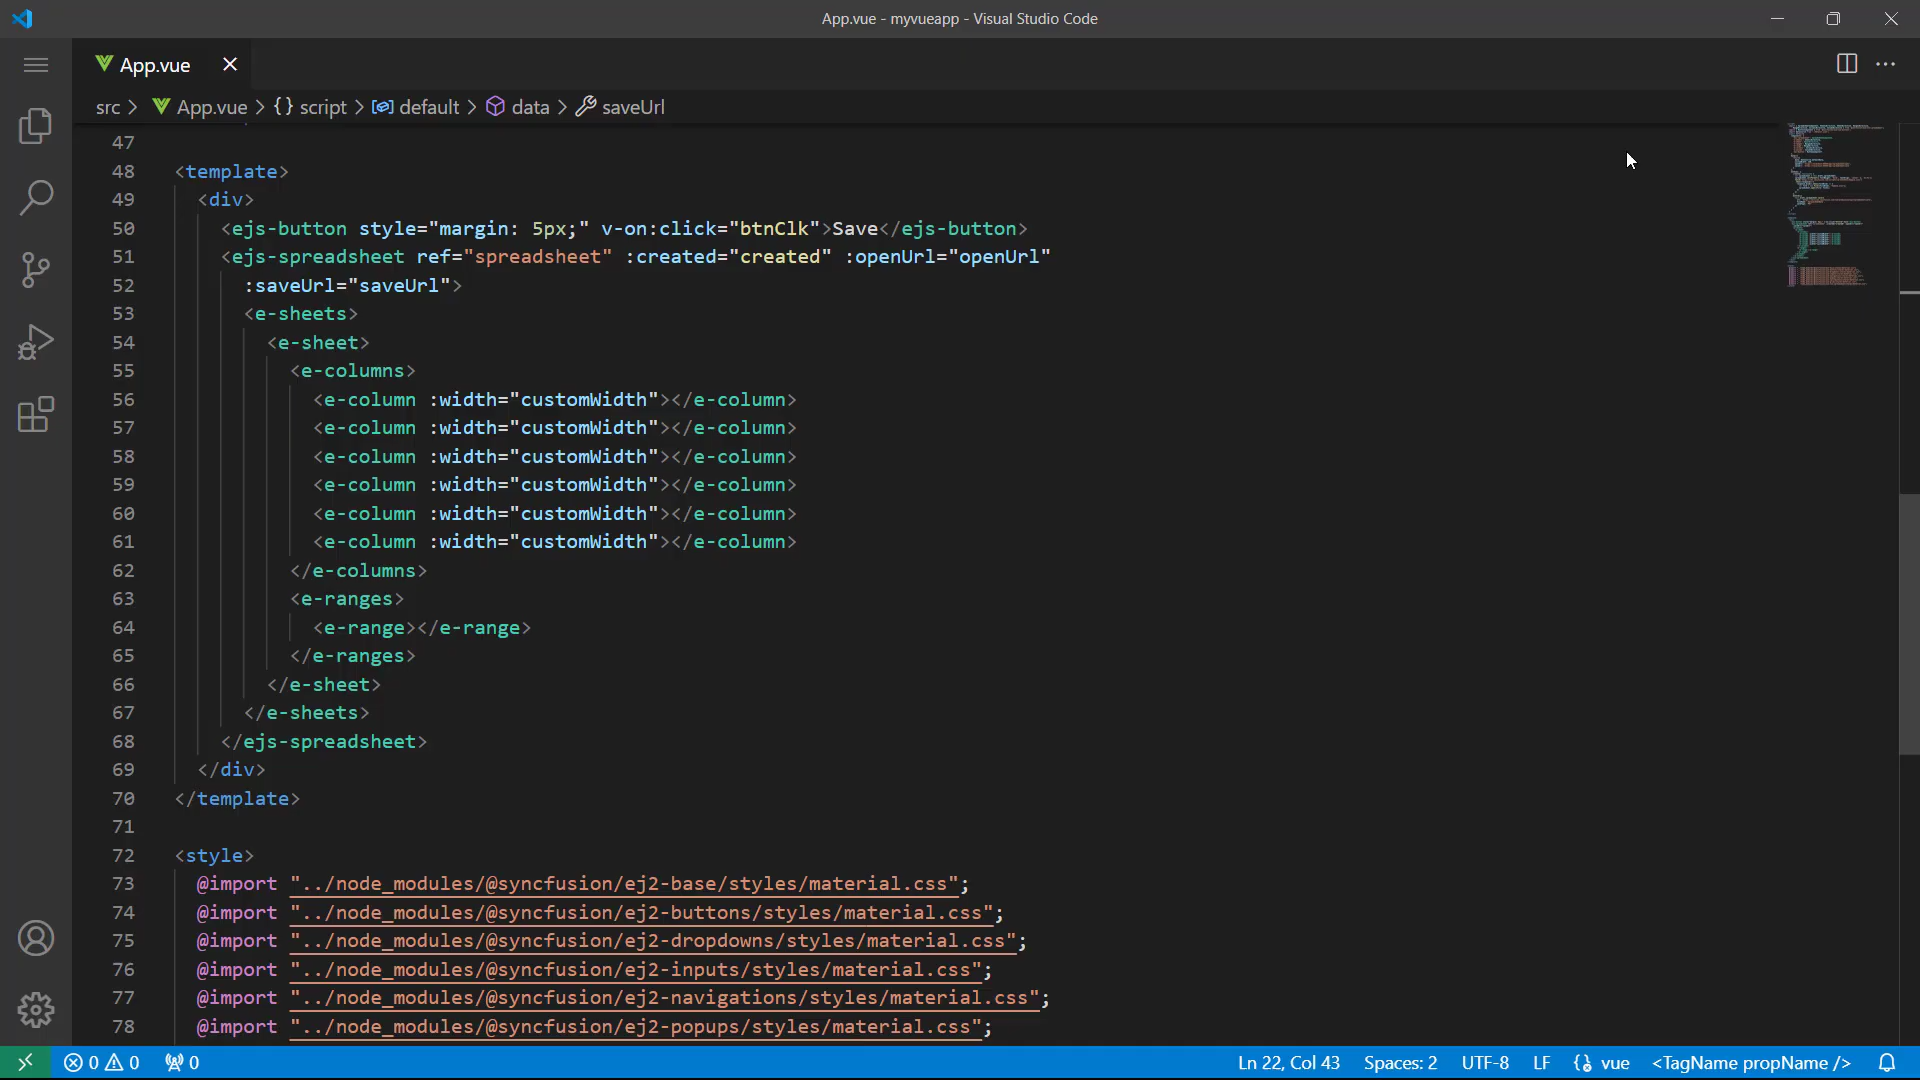 App.vue - myvueapp - Visual Studio Code
App.vue
src > App.vue > {} script > default > data > saveUrl
47
48 <template>
49 <div>
50 <ejs-button style="margin: 5px;" v-on:click="btnClk">Save</ejs-button>
51 <ejs-spreadsheet ref="spreadsheet" :created="created" :openUrl="openUrl"
52 :saveUrl="saveUrl">
53 <e-sheets>
54 <e-sheet>
55 <e-columns>
56 <e-column :width="customWidth"></e-column>
57 <e-column :width="customWidth"></e-column>
58 <e-column :width="customWidth"></e-column>
59 <e-column :width="customWidth"></e-column>
60 <e-column :width="customWidth"></e-column>
61 <e-column :width="customWidth"></e-column>
62 </e-columns>
63 <e-ranges>
64 <e-range></e-range>
65 </e-ranges>
66 </e-sheet>
67 </e-sheets>
68 </ejs-spreadsheet>
69 </div>
70 </template>
71
72 <style>
73 @import "../node_modules/@syncfusion/ej2-base/styles/material.css";
74 @import "../node_modules/@syncfusion/ej2-buttons/styles/material.css";
75 @import "../node_modules/@syncfusion/ej2-dropdowns/styles/material.css";
76 @import "../node_modules/@syncfusion/ej2-inputs/styles/material.css";
77 @import "../node_modules/@syncfusion/ej2-navigations/styles/material.css";
78 @import "../node_modules/@syncfusion/ej2-popups/styles/material.css";
0 0 0 Ln 22, Col 43 Spaces: 2 UTF-8 LF vue <TagName propName />